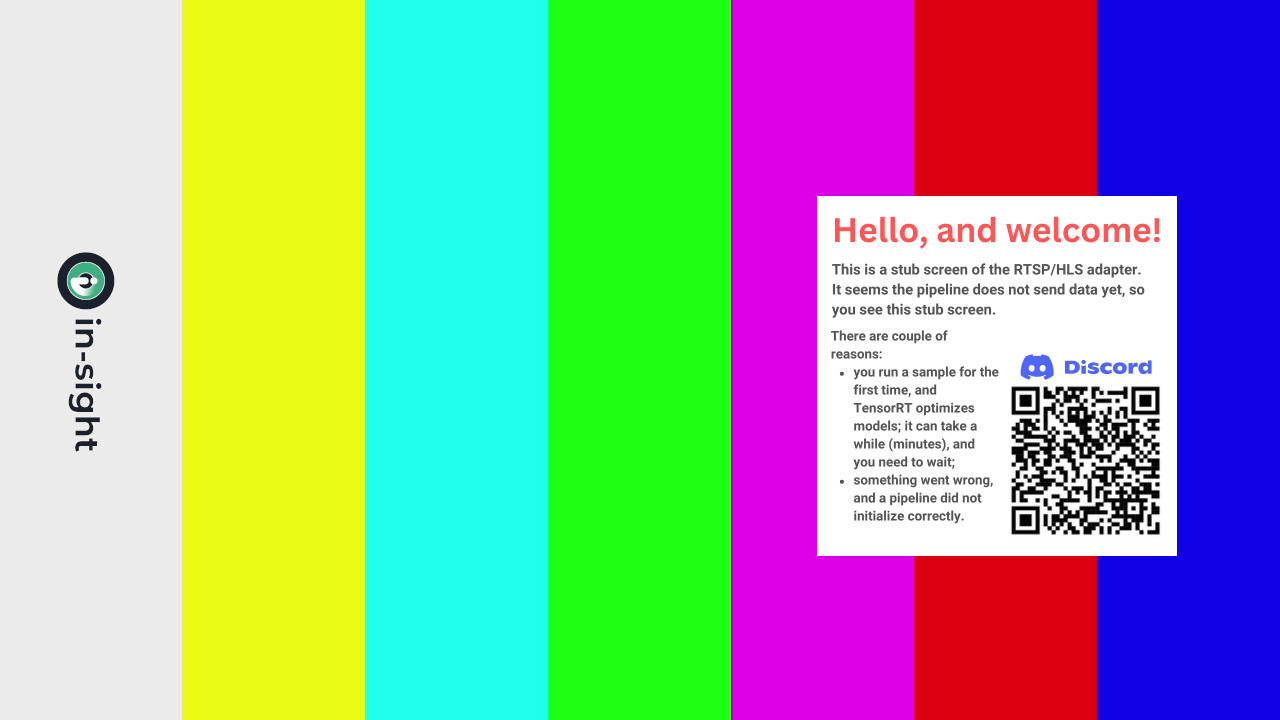 in-sight
Hello, and welcome!
This is a stub screen of the RTSP/HLS adapter.
It seems the pipeline does not send data yet, so
you see this stub screen.
There are couple of
reasons:
• you run a sample for the
first time, and
TensorRT optimizes
models; it can take a
while (minutes), and
you need to wait;
• something went wrong,
and a pipeline did not
initialize correctly.
Discord